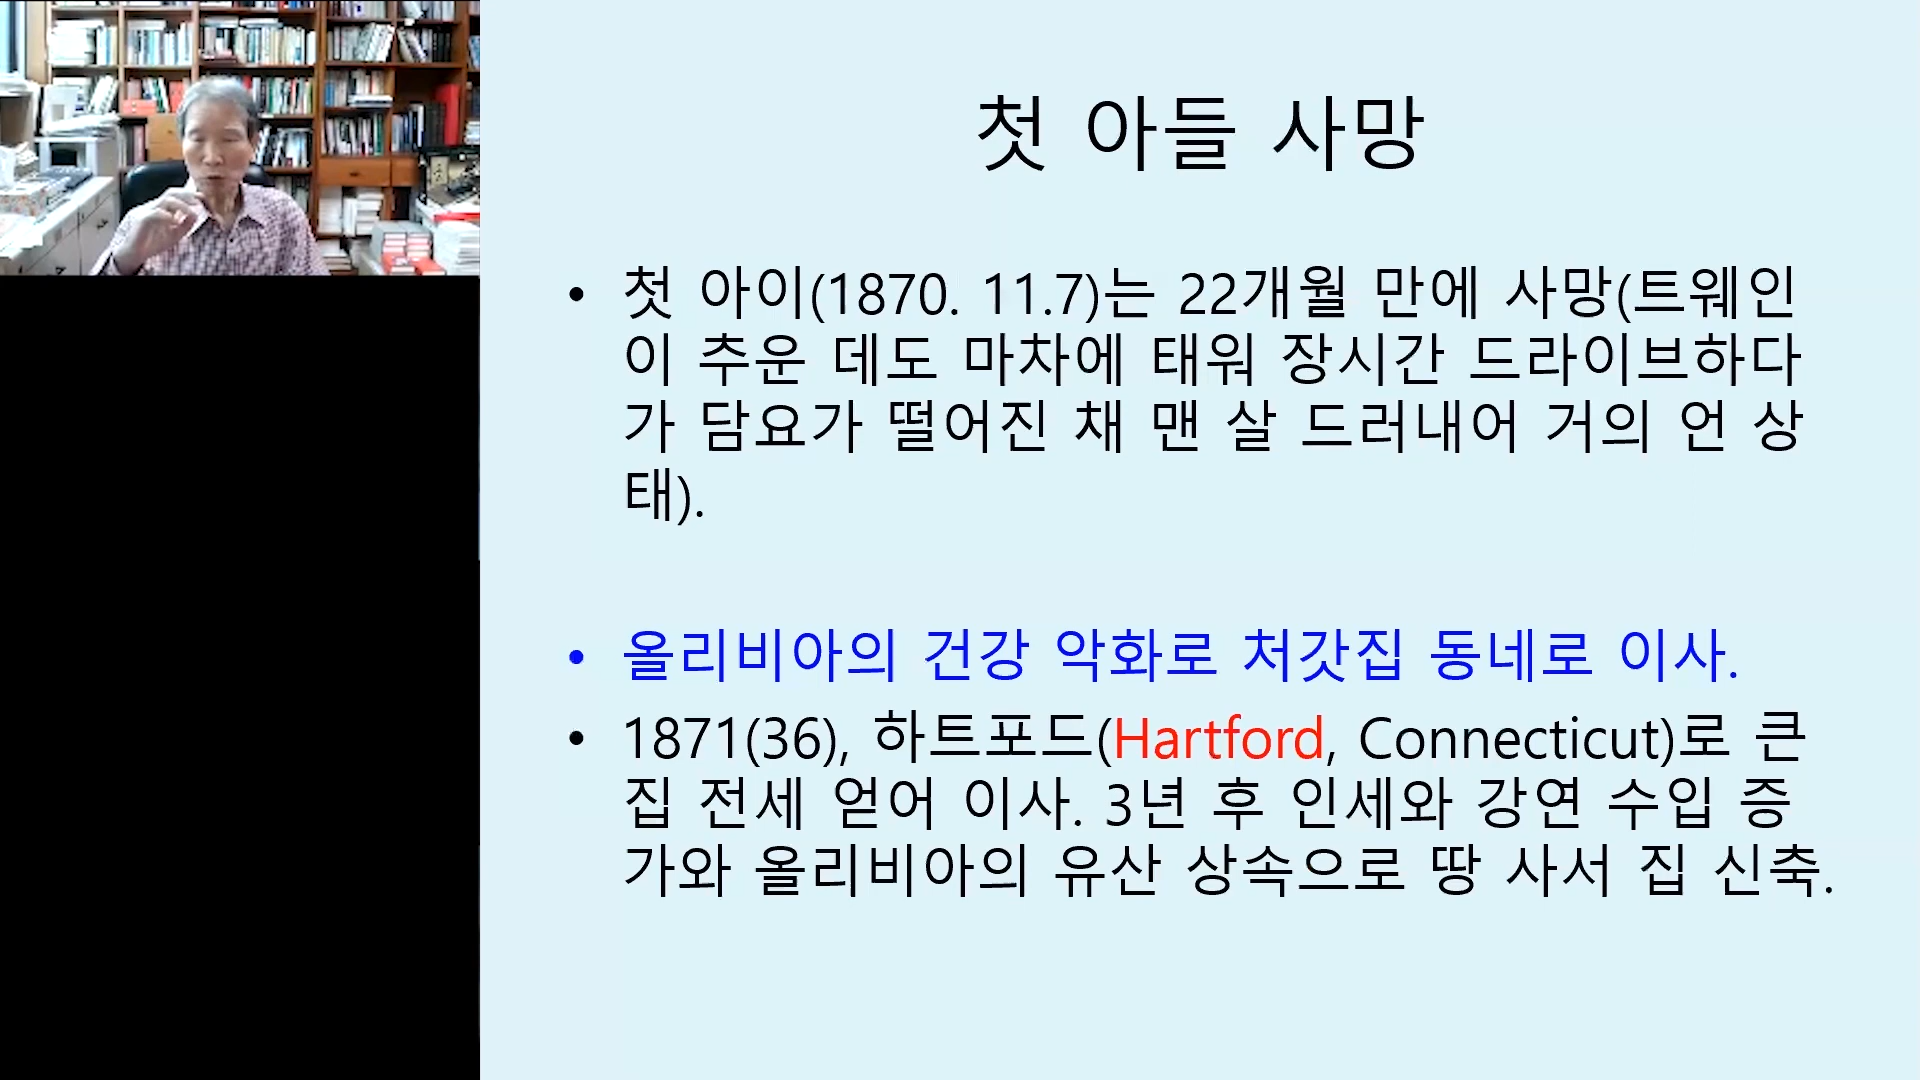 첫 아들 사망
• 첫 아이(1870. 11.7)는 22개월 만에 사망(트웨인
이 추운 데도 마차에 태워 장시간 드라이브하다
가 담요가 떨어진 채 맨 살 드러내어 거의 언 상
태).
• 올리비아의 건강 악화로 처갓집 동네로 이사.
• 1871(36), 하트포드(Hartford, Connecticut)로 큰
집 전세 얻어 이사. 3년 후 인세와 강연 수입 증
가와 올리비아의 유산 상속으로 땅 사서 집 신축.